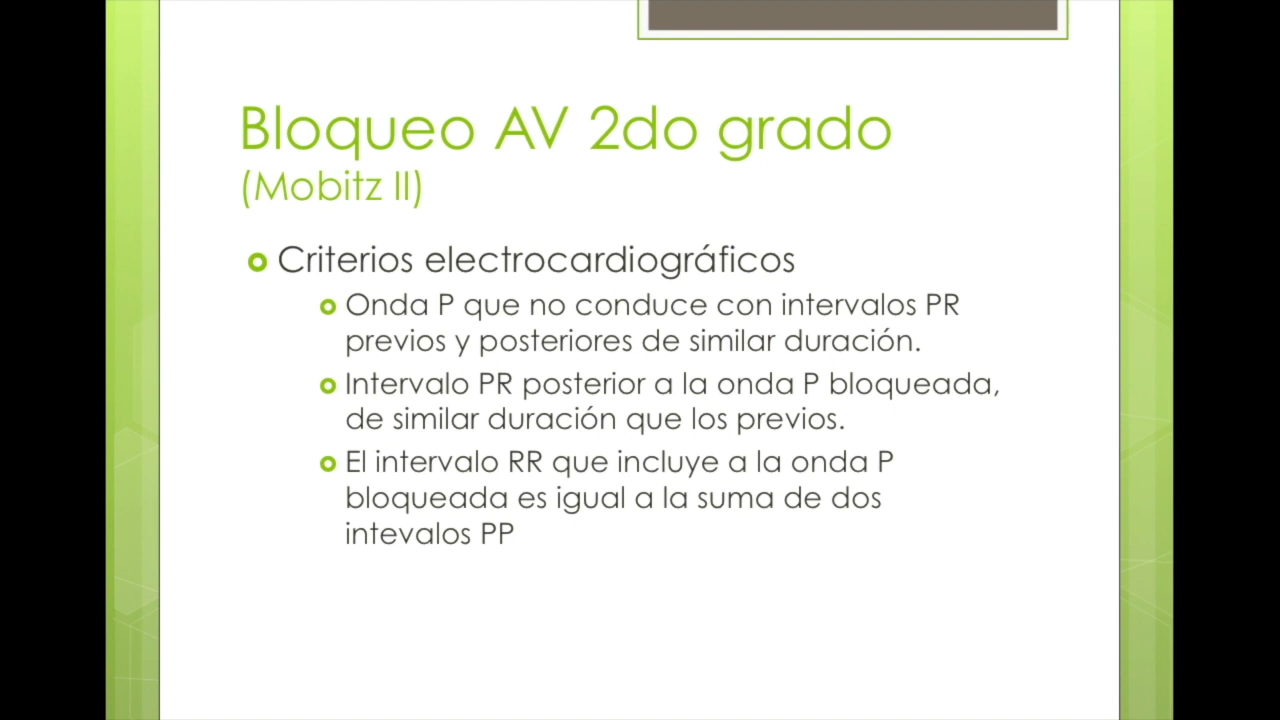 Bloqueo AV 2do grado
(Mobitz II)
Criterios electrocardiográficos
Onda P que no conduce con intervalos PR
previos y posteriores de similar duración.
Intervalo PR posterior a la onda P bloqueada,
de similar duración que los previos.
El intervalo RR que incluye a la onda P
bloqueada es igual a la suma de dos
intevalos PP